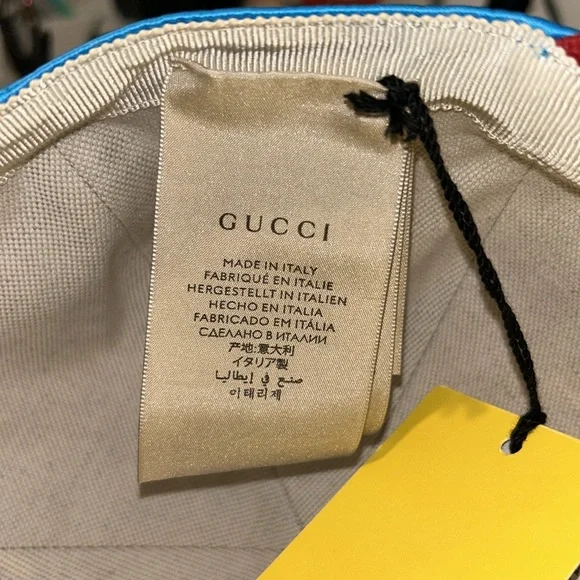 GUCCI
MADE IN ITALY
FABRIQUÉ EN ITALIE
HERGESTELLT IN ITALIEN
HECHO EN ITALIA
FABRICADO EM ITÁLIA
СДЕЛАНО В ИТАЛИИ
产地:意大利
イタリア製
صنع في إيطاليا
이태리제